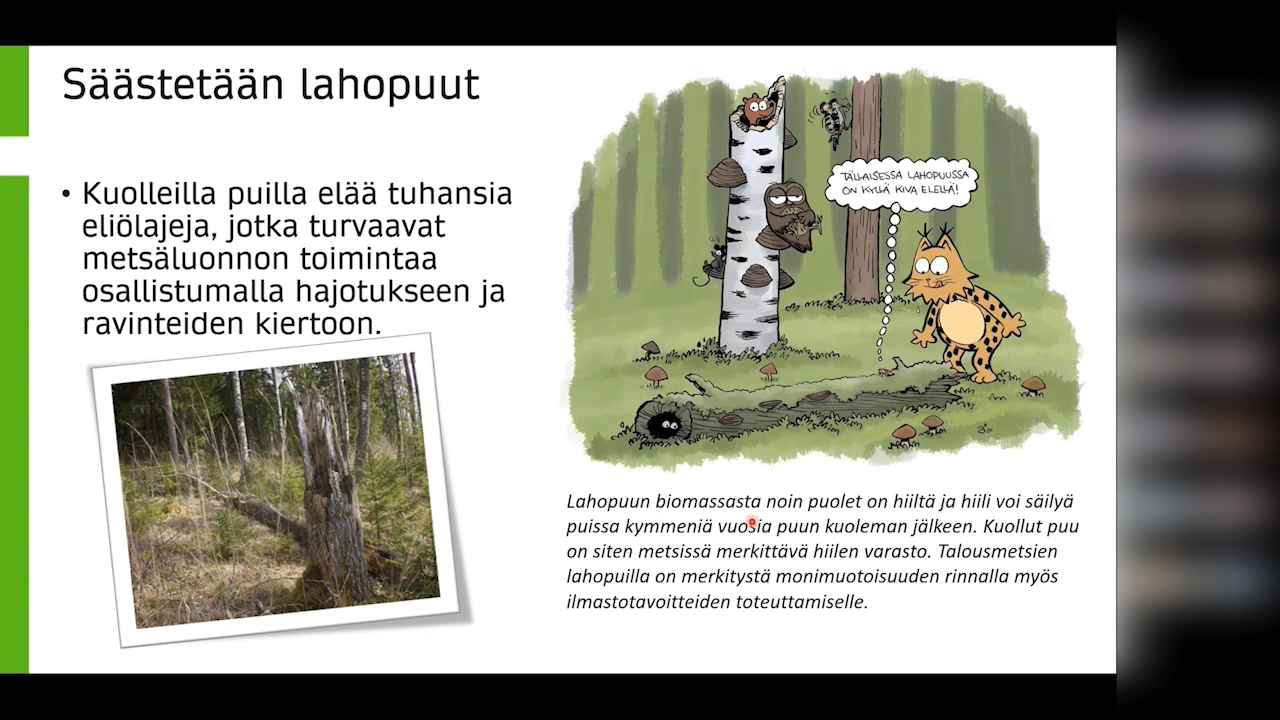 Säästetään lahopuut
• Kuolleilla puilla elää tuhansia
eliölajeja, jotka turvaavat
metsäluonnon toimintaa
osallistumalla hajotukseen ja
ravinteiden kiertoon.
TÄLLAISESSA LAHOPUUSSA
ON KYLLÄ KIVA ELELLÄ!
Lahopuun biomassasta noin puolet on hiiltä ja hiili voi säilyä
puissa kymmeniä vuosia puun kuoleman jälkeen. Kuollut puu
on siten metsissä merkittävä hiilen varasto. Talousmetsien
lahopuilla on merkitystä monimuotoisuuden rinnalla myös
ilmastotavoitteiden toteuttamiselle.